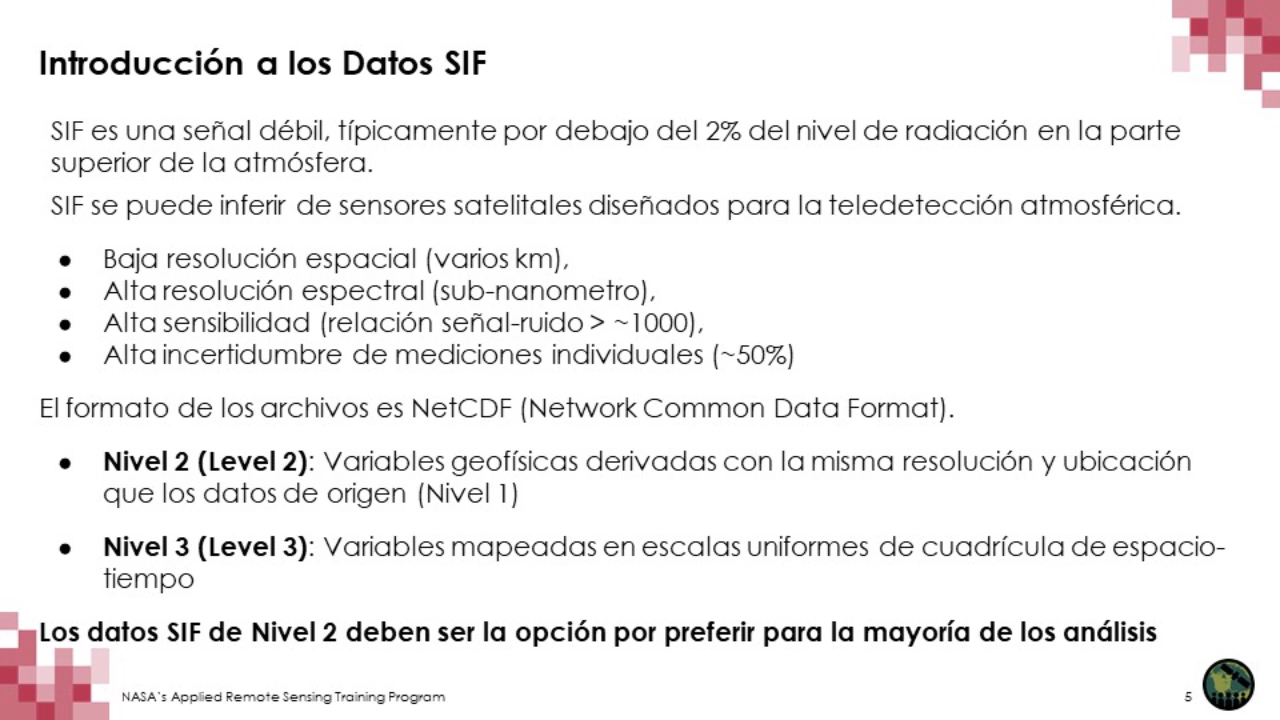 Introducción a los Datos SIF
SIF es una señal débil, típicamente por debajo del 2% del nivel de radiación en la parte
superior de la atmósfera.
SIF se puede inferir de sensores satelitales diseñados para la teledetección atmosférica.
● Baja resolución espacial (varios km),
● Alta resolución espectral (sub-nanometro),
● Alta sensibilidad (relación señal-ruido > ~1000),
● Alta incertidumbre de mediciones individuales (~50%)
El formato de los archivos es NetCDF (Network Common Data Format).
● Nivel 2 (Level 2): Variables geofísicas derivadas con la misma resolución y ubicación
que los datos de origen (Nivel 1)
● Nivel 3 (Level 3): Variables mapeadas en escalas uniformes de cuadrícula de espacio-
tiempo
Los datos SIF de Nivel 2 deben ser la opción por preferir para la mayoría de los análisis
NASA's Applied Remote Sensing Training Program
5